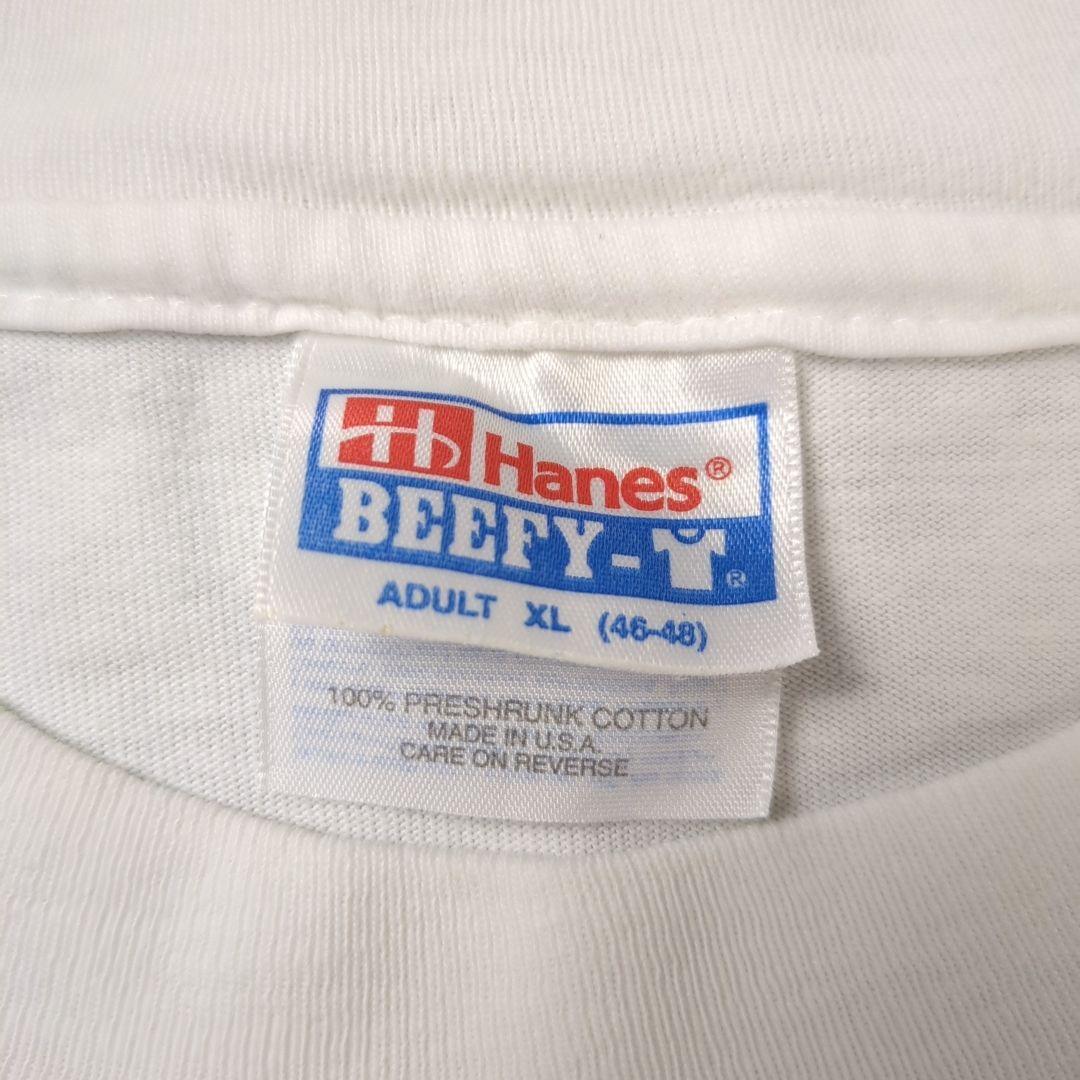 Hanes®
BEEFY-T®
ADULT XL (46-48)
100% PRESHRUNK COTTON
MADE IN U.S.A.
CARE ON REVERSE